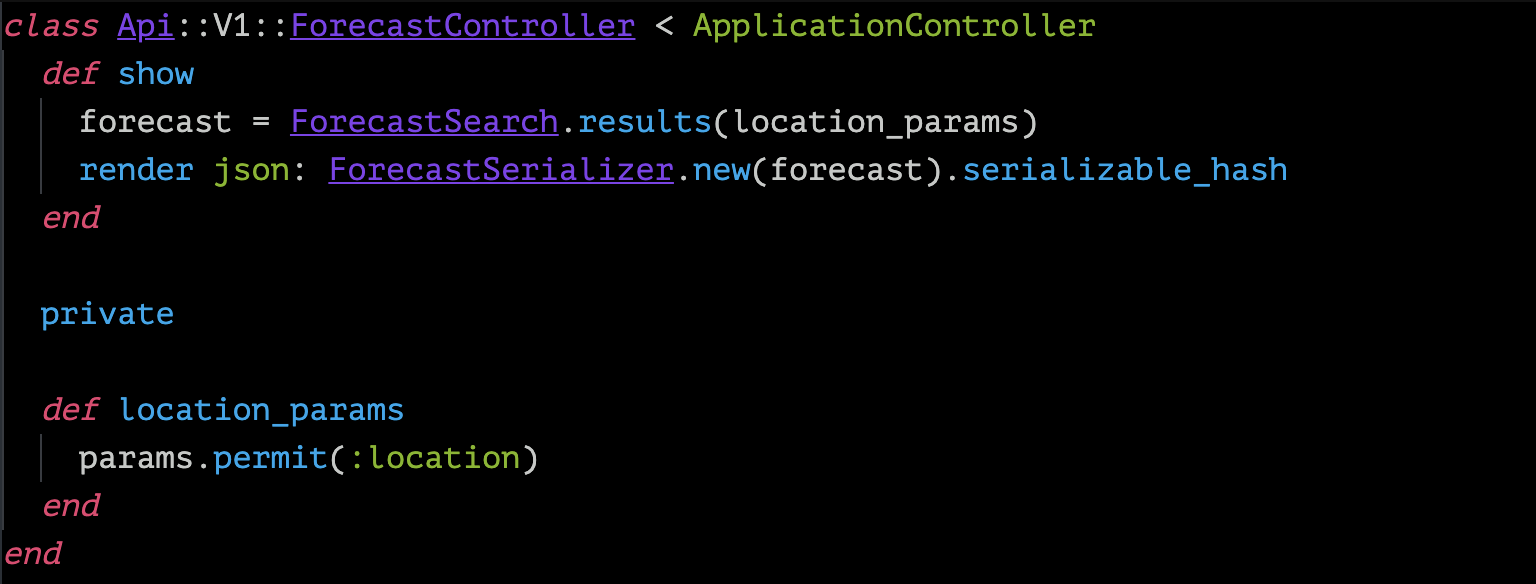 class Api::V1::ForecastController < ApplicationController
  def show
    forecast = ForecastSearch.results(location_params)
    render json: ForecastSerializer.new(forecast).serializable_hash
  end

  private

  def location_params
    params.permit(:location)
  end
end